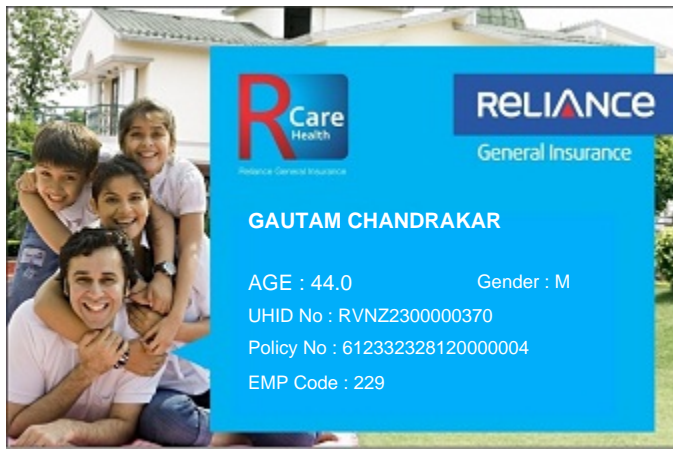 R Care
Health
Reliance General Insurance
RELIANCE
General Insurance
GAUTAM CHANDRAKAR
AGE : 44.0 Gender : M
UHID No : RVNZ2300000370
Policy No : 612332328120000004
EMP Code : 229